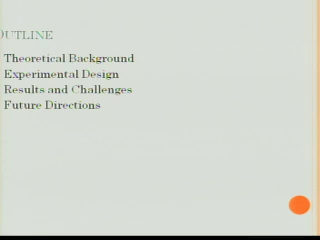 OUTLINE
Theoretical Background
Experimental Design
Results and Challenges
Future Directions